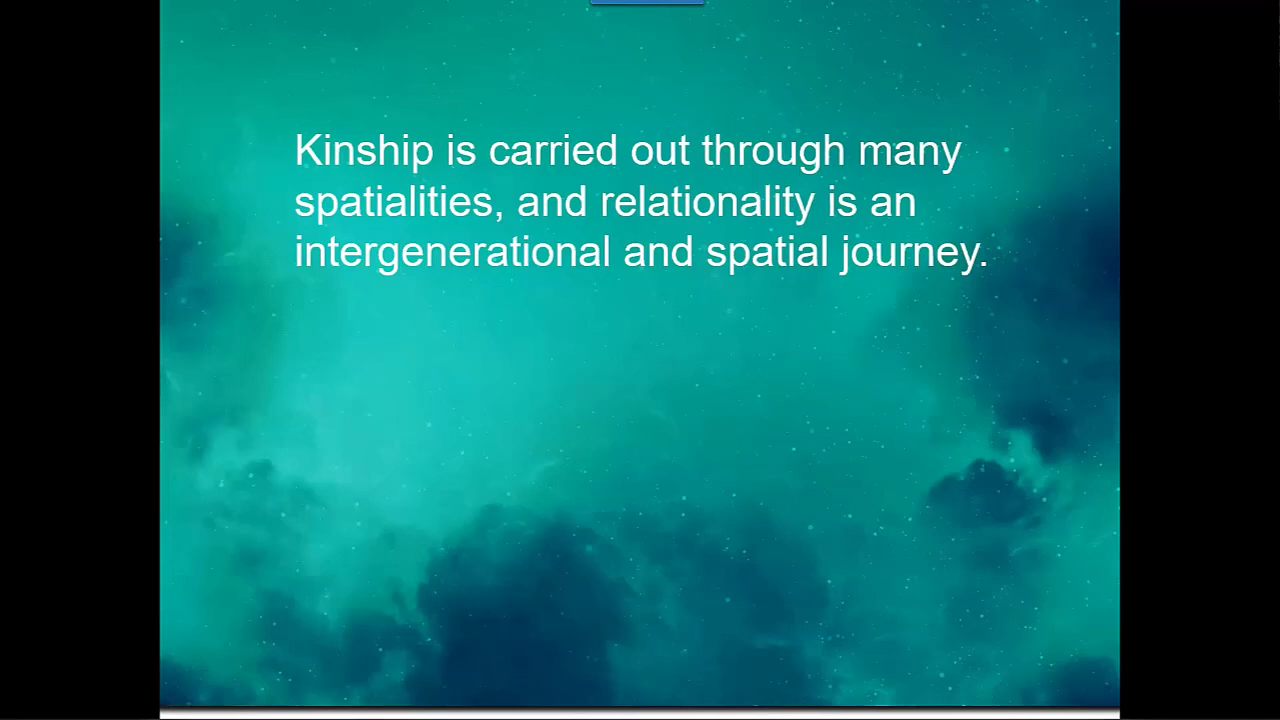 Kinship is carried out through many
spatialities, and relationality is an
intergenerational and spatial journey.